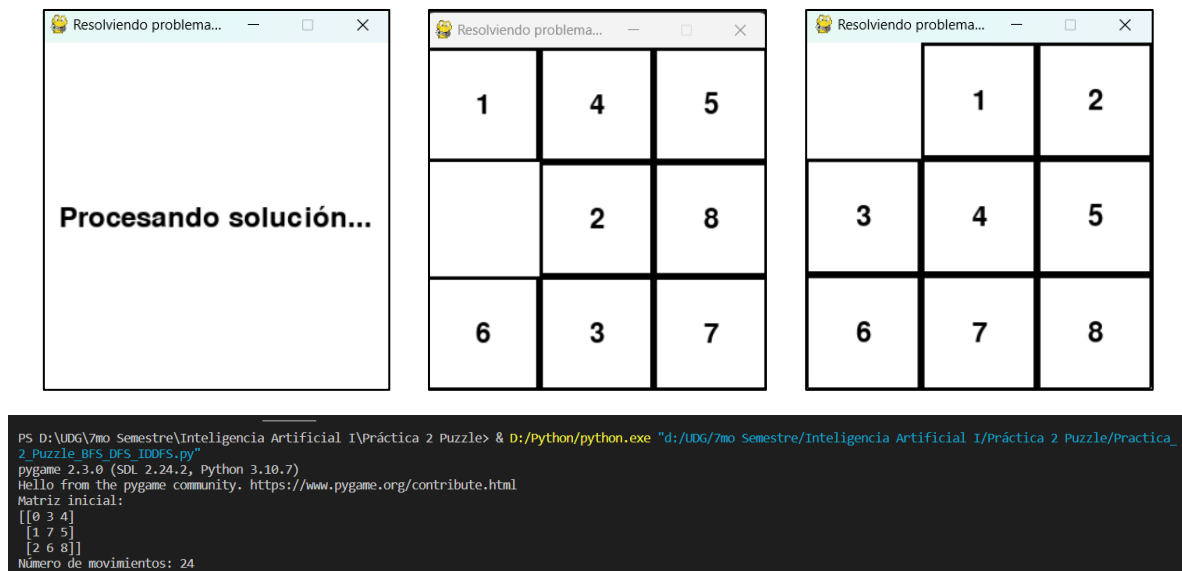 Resolviendo problema...
Procesando solución...
Resolviendo problema...
1 4 5
2 8
6 3 7
Resolviendo problema...
1 2
3 4 5
6 7 8
PS D:\UDG\7mo Semestre\Inteligencia Artificial I\Práctica 2 Puzzle> & D:/Python/python.exe "d:/UDG/7mo Semestre/Inteligencia Artificial I/Práctica 2 Puzzle/Practica_
2_Puzzle_BFS_DFS_IDDFS.py"
pygame 2.3.0 (SDL 2.24.2, Python 3.10.7)
Hello from the pygame community. https://www.pygame.org/contribute.html
Matriz inicial:
[[0 3 4]
[1 7 5]
[2 6 8]]
Número de movimientos: 24